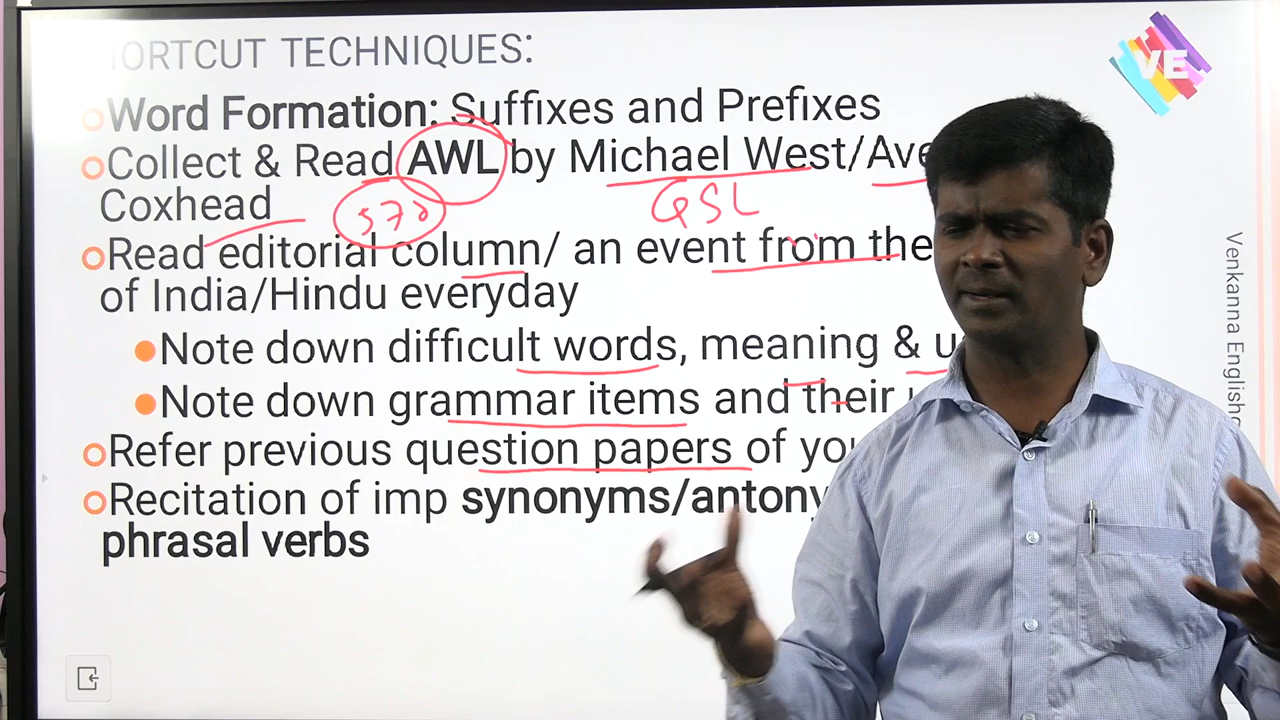 ORTCUT TECHNIQUES:
VE
Word Formation: Suffixes and Prefixes
Collect & Read AWL by Michael West/Ave
Coxhead
570
GSL
Read editorial column/ an event from the
of India/Hindu everyday
Note down difficult words, meaning & u
Note down grammar items and their
Refer previous question papers of yo
Recitation of imp synonyms/antony
phrasal verbs
Venkanna English